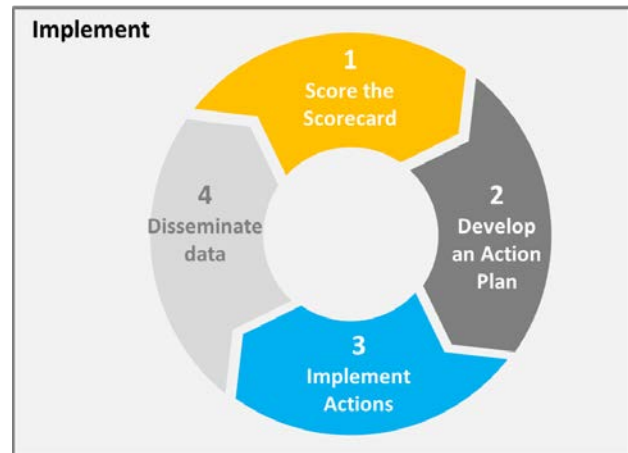 Implement
1
Score the
Scorecard
2
Develop
an Action
Plan
3
Implement
Actions
4
Disseminate
data